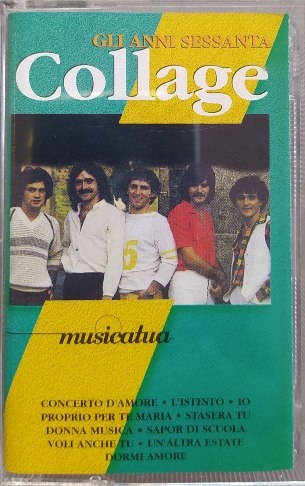 GLI ANNI SESSANTA
Collage
5
musicatua
CONCERTO D'AMORE • L'ISTINTO • IO
PROPRIO PER TE MARIA • STASERA TU
DONNA MUSICA • SAPOR DI SCUOLA
VOLI ANCHE TU • UN'ALTRA ESTATE
DORMI AMORE